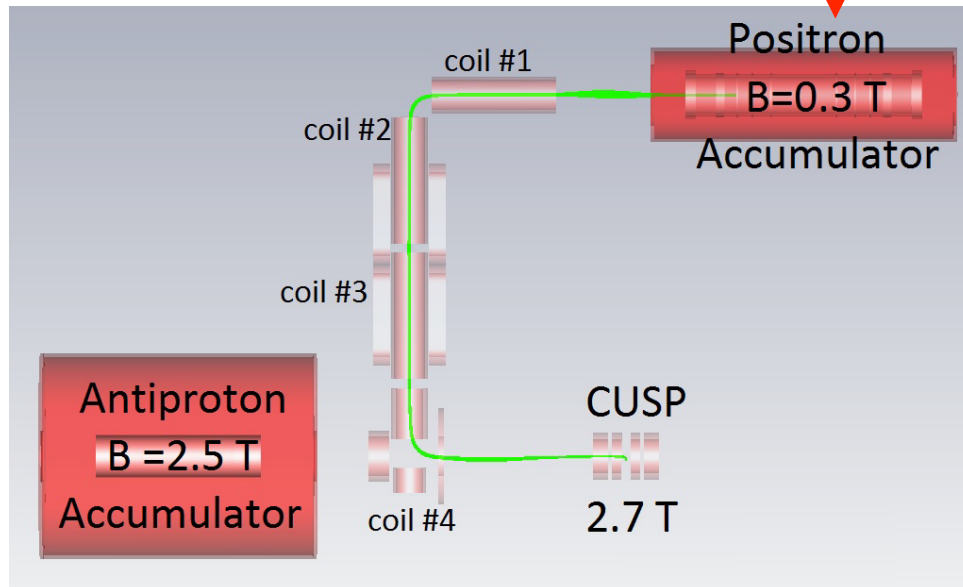 Positron
B=0.3 T
Accumulator
coil #1
coil #2
coil #3
Antiproton
B =2.5 T
Accumulator
coil #4
CUSP
2.7 T